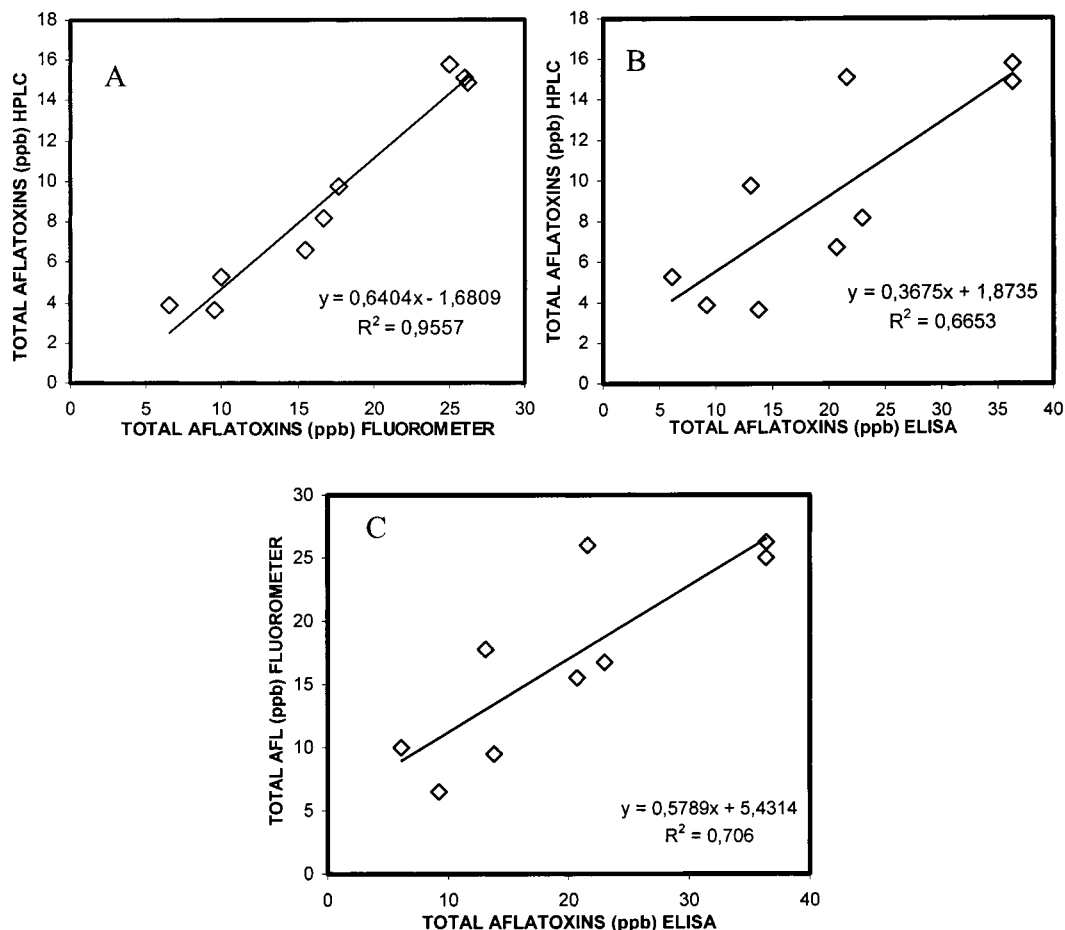 A
TOTAL AFLATOXINS (ppb) HPLC
18
16
14
12
10
8
6
4
2
0
y = 0,6404x - 1,6809
R² = 0,9557
0 5 10 15 20 25 30
TOTAL AFLATOXINS (ppb) FLUOROMETER
B
TOTAL AFLATOXINS (ppb) HPLC
18
16
14
12
10
8
6
4
2
0
y = 0,3675x + 1,8735
R² = 0,6653
0 5 10 15 20 25 30 35 40
TOTAL AFLATOXINS (ppb) ELISA
C
TOTAL AFL (ppb) FLUOROMETER
30
25
20
15
10
5
0
y = 0,5789x + 5,4314
R² = 0,706
0 10 20 30 40
TOTAL AFLATOXINS (ppb) ELISA